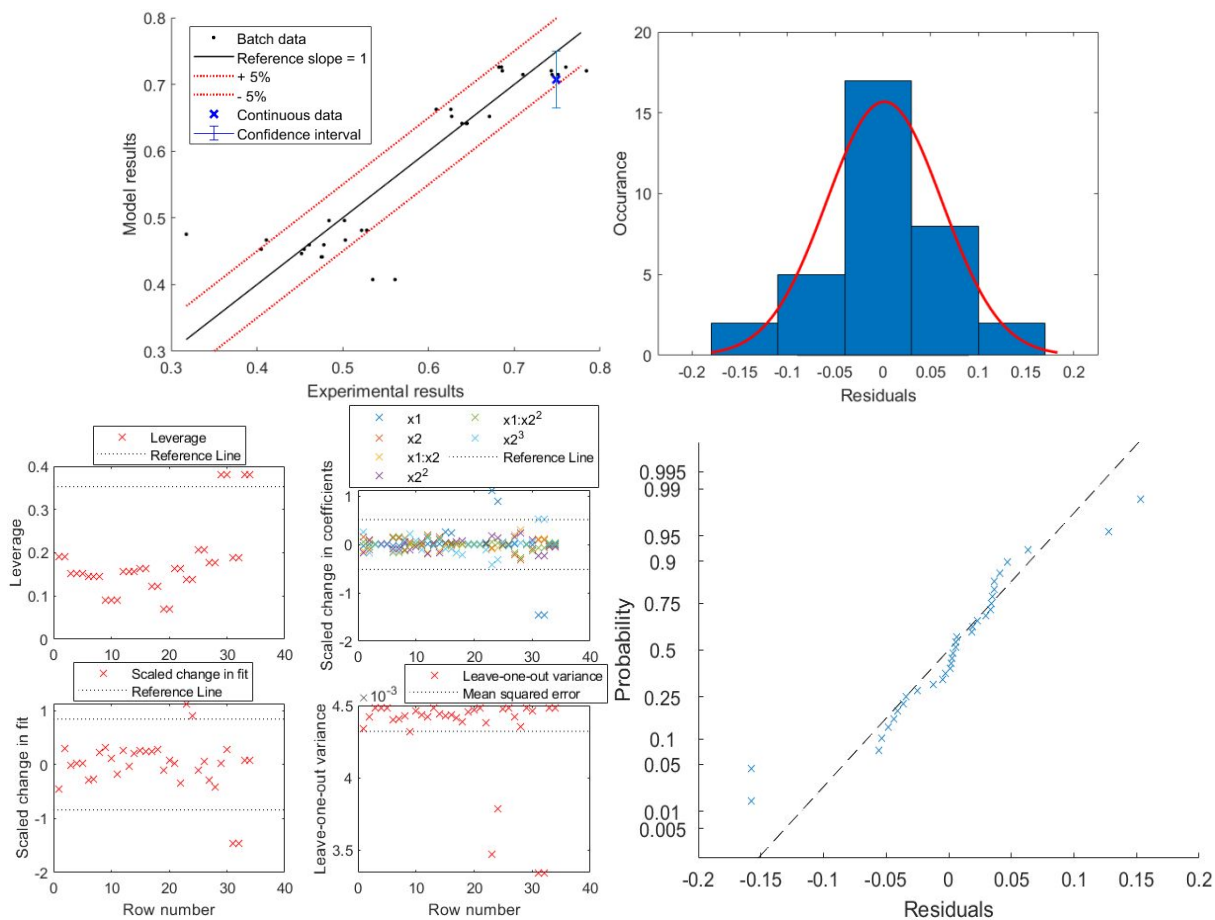 0.8
0.7
0.6
0.5
0.4
0.3
Model results
Batch data
Reference slope = 1
+ 5%
- 5%
Continuous data
Confidence interval
0.3 0.4 0.5 0.6 0.7 0.8
Experimental results
20
15
10
5
0
Occurance
-0.2 -0.15 -0.1 -0.05 0 0.05 0.1 0.15 0.2
Residuals
Leverage
Reference Line
0.4
0.3
0.2
0.1
0
Leverage
0 10 20 30 40
x1
x2
x1:x2
x2²
x1:x2²
x2³
Reference Line
1
0
-1
-2
Scaled change in coefficients
0 10 20 30 40
Scaled change in fit
Reference Line
1
0
-1
-2
Scaled change in fit
0 10 20 30 40
Row number
Leave-one-out variance
Mean squared error
× 10⁻³
4.5
4
3.5
Leave-one-out variance
0 10 20 30 40
Row number
0.995
0.99
0.95
0.9
0.75
0.5
0.25
0.1
0.05
0.01
0.005
Probability
-0.2 -0.15 -0.1 -0.05 0 0.05 0.1 0.15 0.2
Residuals